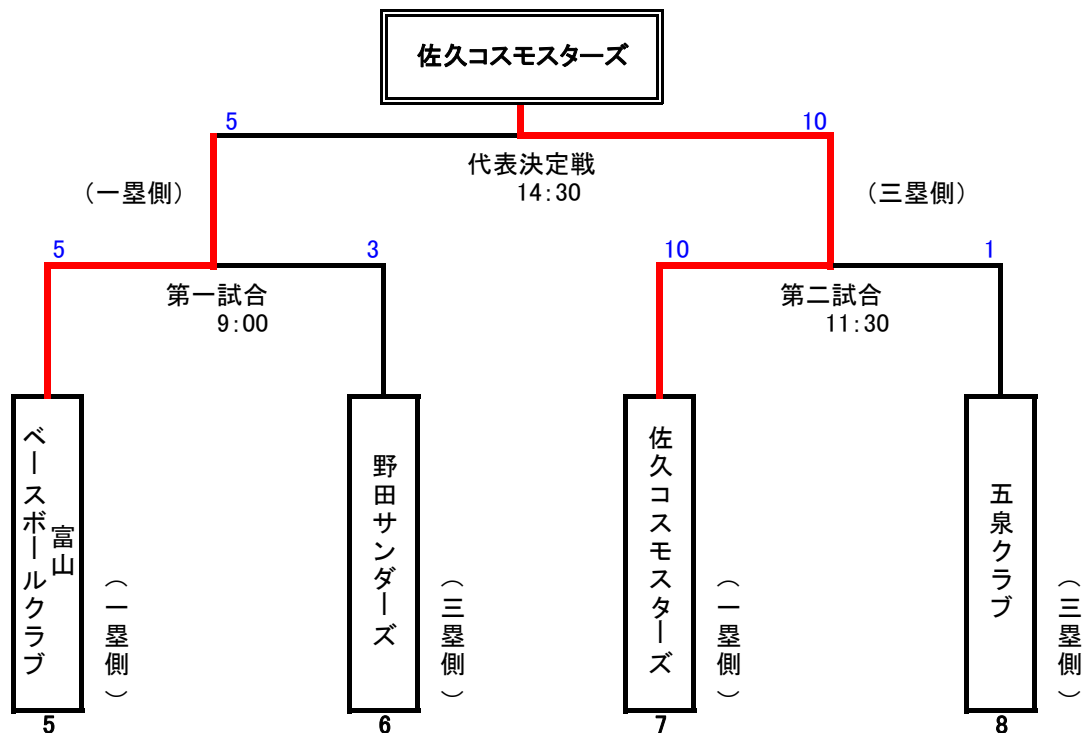 佐久コスモスターズ
5
10
代表決定戦
14:30
（一塁側）
（三塁側）
5
3
10
1
第一試合
9:00
第二試合
11:30
富山
ベースボールクラブ
（一塁側）
野田サンダーズ
（三塁側）
佐久コスモスターズ
（一塁側）
五泉クラブ
（三塁側）
5
6
7
8